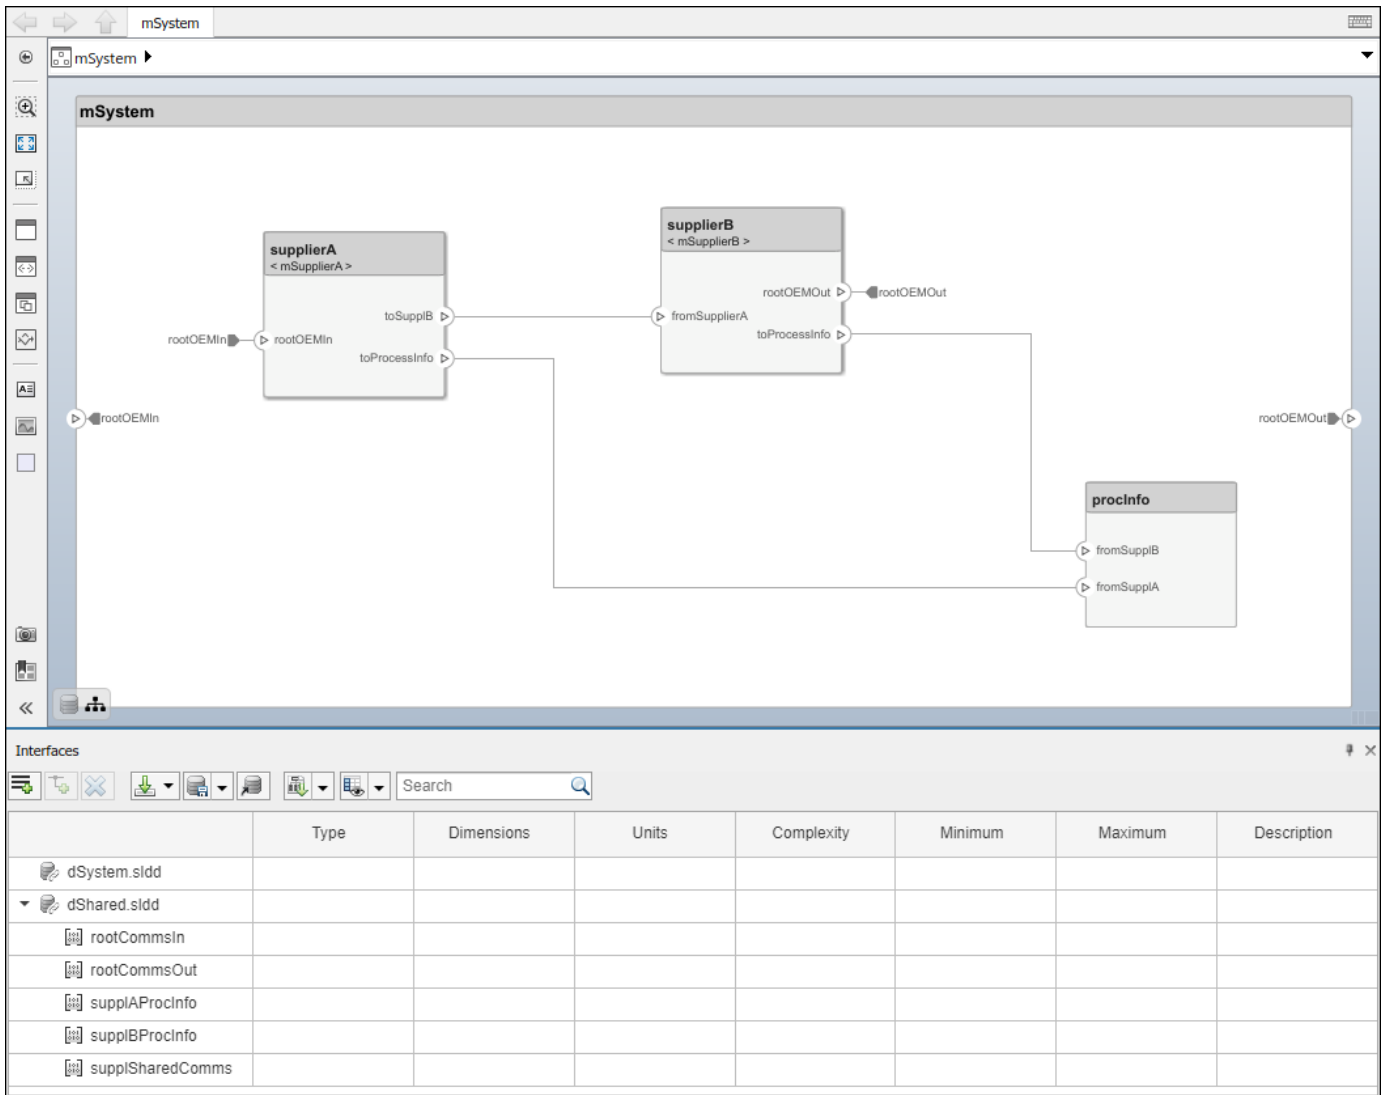 mSystem
mSystem
mSystem
supplierA
< mSupplierA >
toSupplB
rootOEMIn
rootOEMIn
toProcessInfo
supplierB
< mSupplierB >
rootOEMOut
rootOEMOut
fromSupplierA
toProcessInfo
rootOEMIn
rootOEMOut
procInfo
fromSupplB
fromSupplA
Interfaces
Search
Type Dimensions Units Complexity Minimum Maximum Description
dSystem.sldd
dShared.sldd
rootCommsIn
rootCommsOut
supplAProcInfo
supplBProcInfo
supplSharedComms